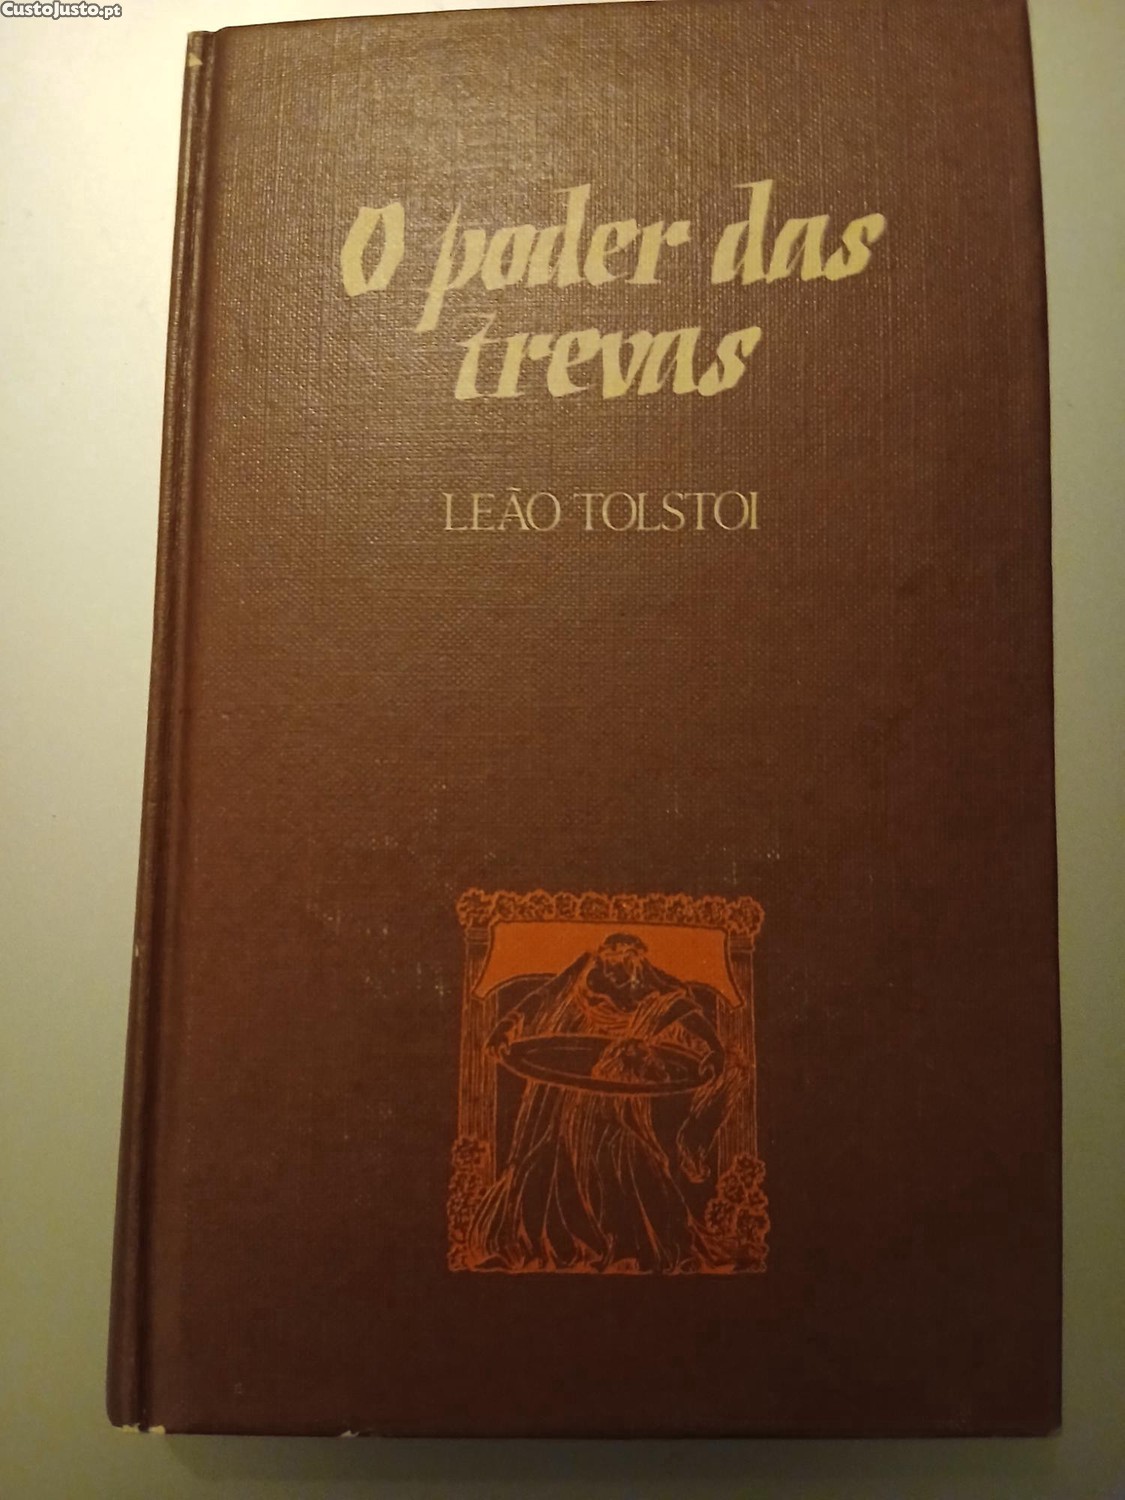 CustoJusto.pt
O poder das
trevas
LEÃO TOLSTOI